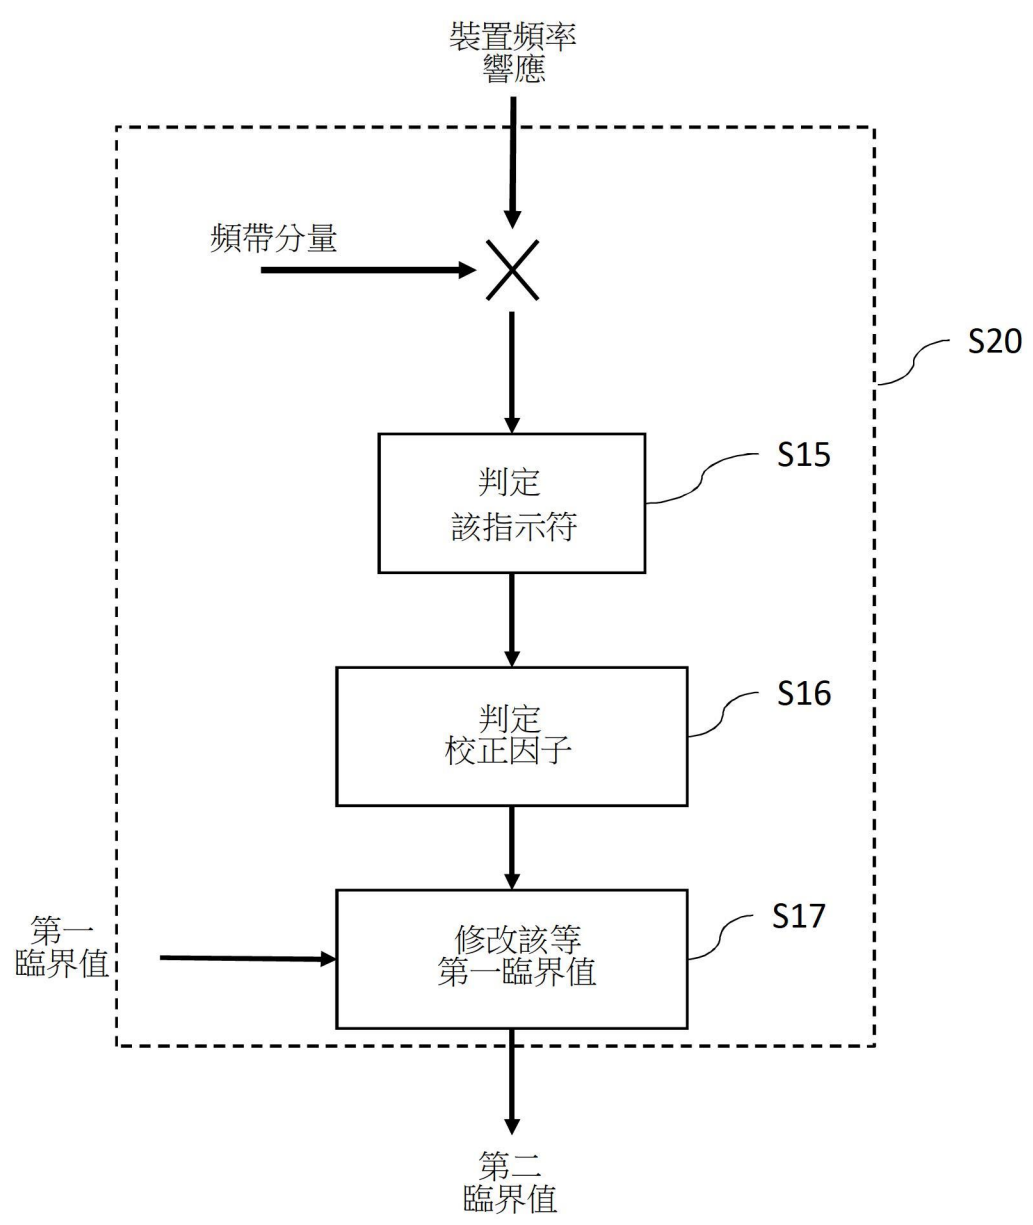 裝置頻率
響應
頻帶分量
S20
判定
該指示符
S15
判定
校正因子
S16
第一
臨界值
修改該等
第一臨界值
S17
第二
臨界值